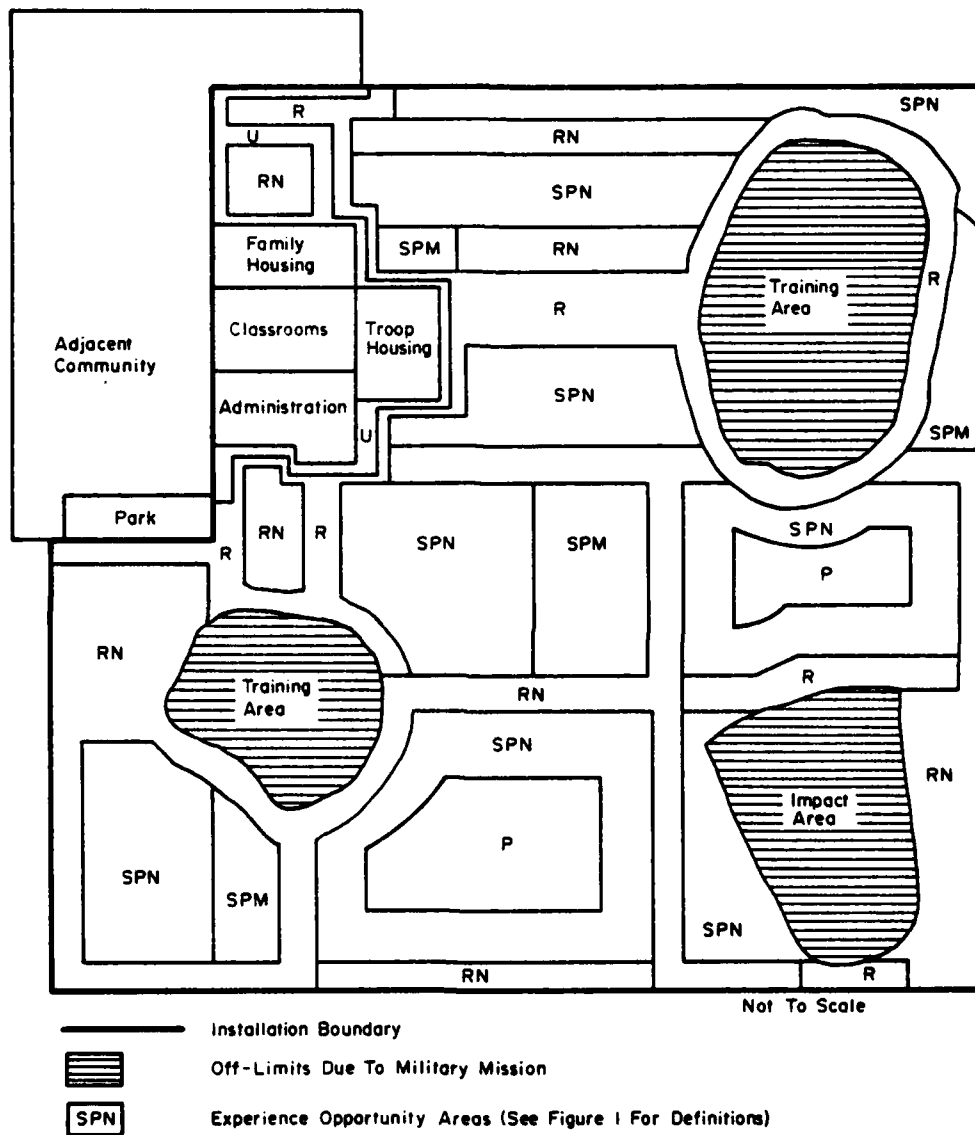 SPN
R
U
RN
RN
SPN
Family
Housing
SPM
RN
R
Training
Area
R
Classrooms
Troop
Housing
Adjacent
Community
Administration
SPN
U
SPM
Park
RN
R
R
SPN
SPM
SPN
P
RN
Training
Area
RN
R
SPN
RN
Impact
Area
P
SPN
SPM
SPN
RN
R
Not To Scale
Installation Boundary
Off-Limits Due To Military Mission
SPN
Experience Opportunity Areas (See Figure 1 For Definitions)